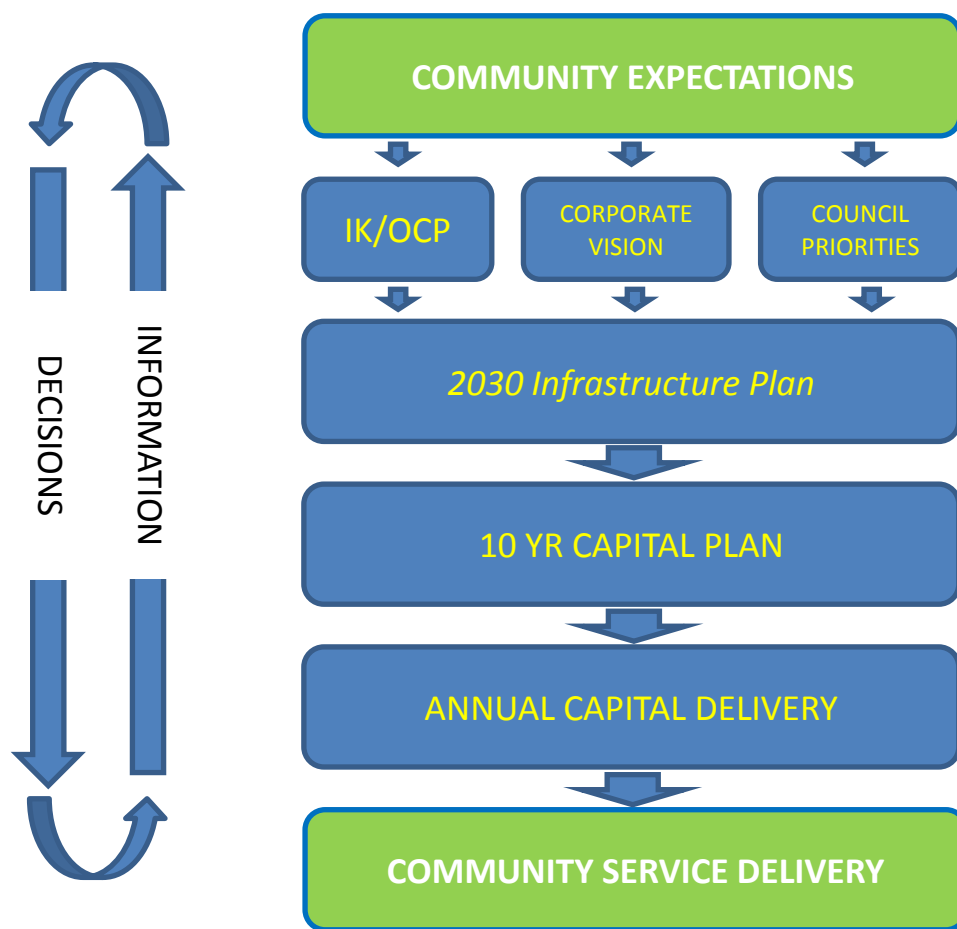 COMMUNITY EXPECTATIONS
IK/OCP
CORPORATE
VISION
COUNCIL
PRIORITIES
2030 Infrastructure Plan
10 YR CAPITAL PLAN
ANNUAL CAPITAL DELIVERY
COMMUNITY SERVICE DELIVERY
DECISIONS
INFORMATION